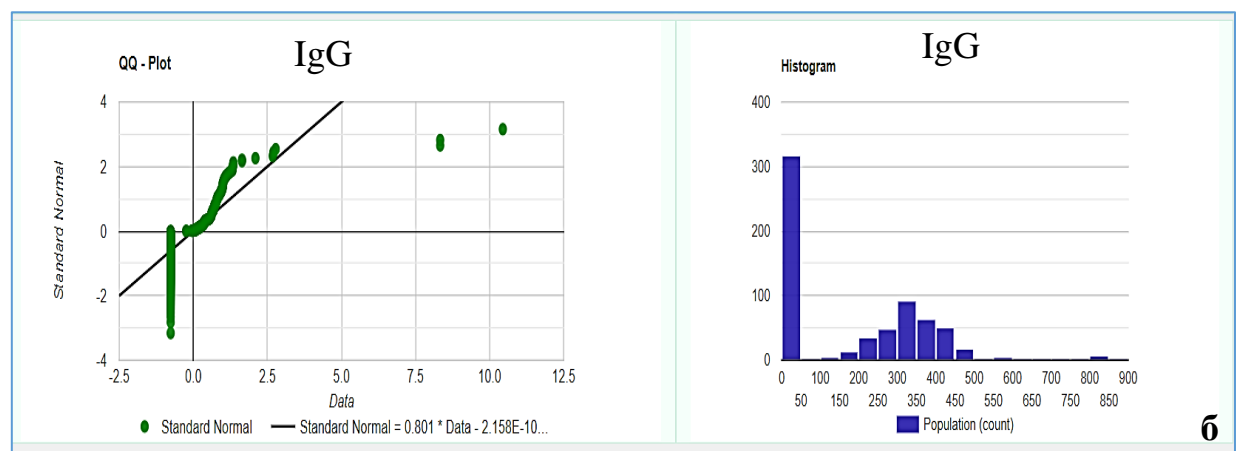 IgG
QQ - Plot
4
2
0
-2
-4
Standard Normal
-2.5 0.0 2.5 5.0 7.5 10.0 12.5
Data
Standard Normal Standard Normal = 0.801 * Data - 2.158E-10...
IgG
Histogram
400
300
200
100
0
0 100 200 300 400 500 600 700 800 900
50 150 250 350 450 550 650 750 850
Population (count)
б